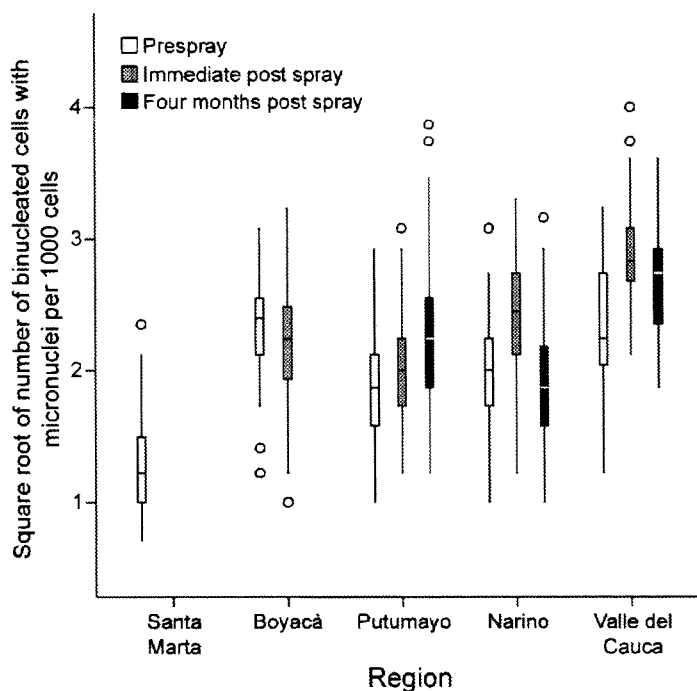 Square root of number of binucleated cells with
micronuclei per 1000 cells
Prespray
Immediate post spray
Four months post spray
4
3
2
1
Santa
Marta
Boyacà
Putumayo
Narino
Valle del
Cauca
Region